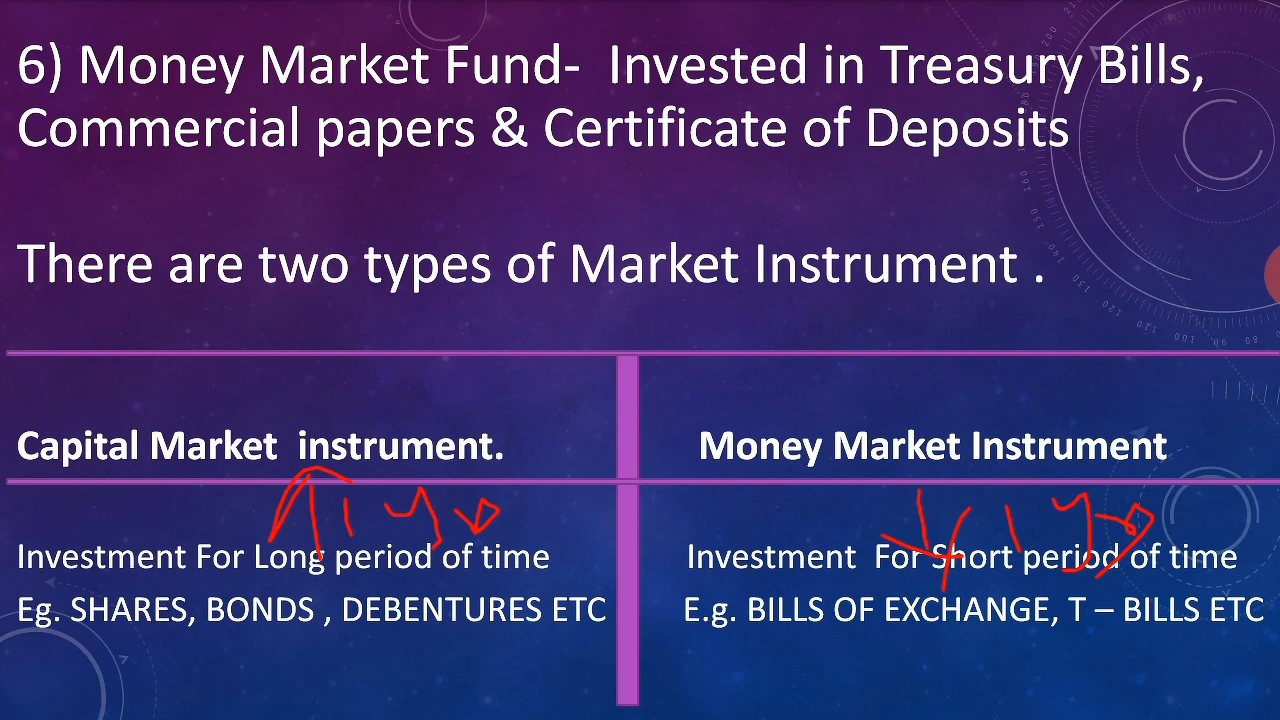 6) Money Market Fund- Invested in Treasury Bills,
Commercial papers & Certificate of Deposits
There are two types of Market Instrument .
Capital Market instrument.
Money Market Instrument
Investment For Long period of time
Eg. SHARES, BONDS , DEBENTURES ETC
Investment For Short period of time
E.g. BILLS OF EXCHANGE, T – BILLS ETC